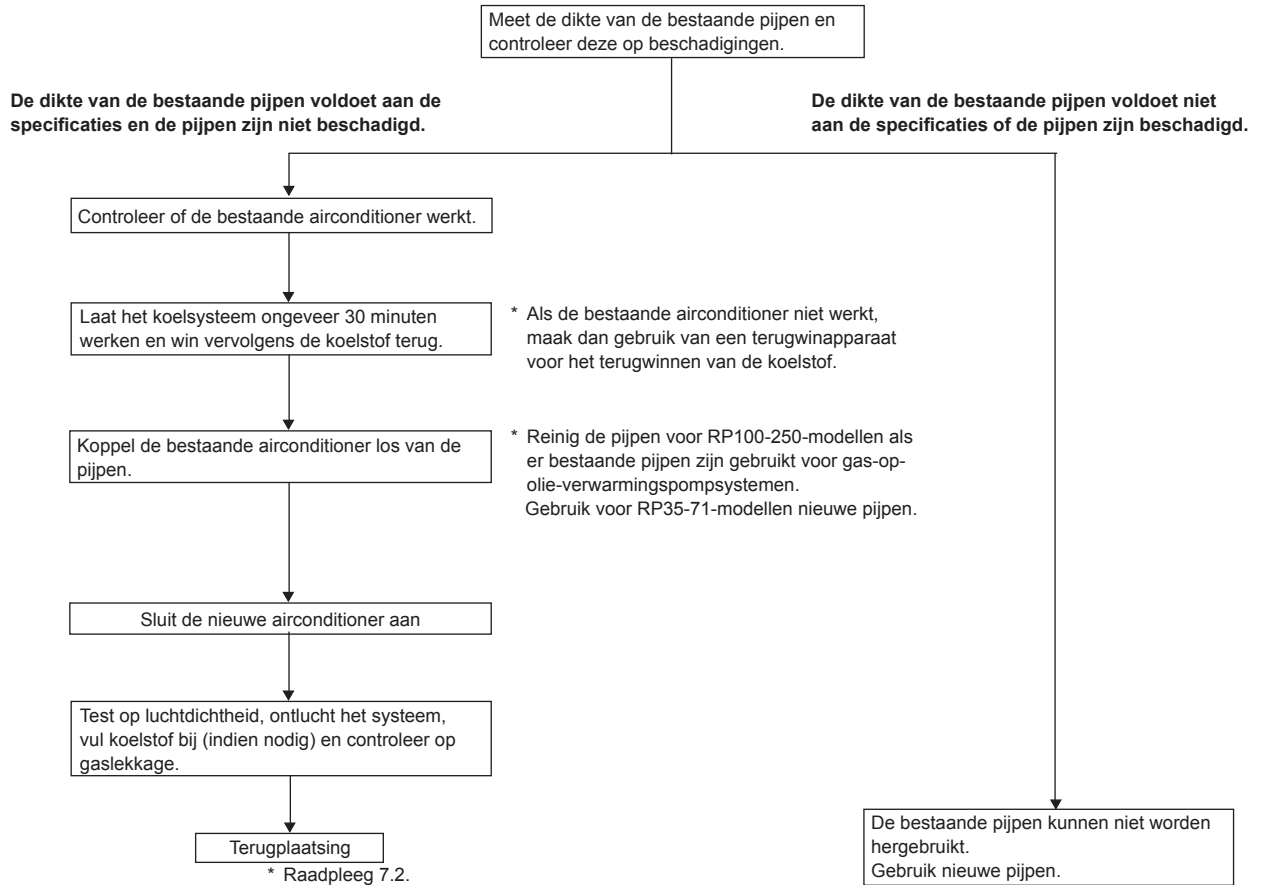 Meet de dikte van de bestaande pijpen en
controleer deze op beschadigingen.
De dikte van de bestaande pijpen voldoet aan de
specificaties en de pijpen zijn niet beschadigd.
De dikte van de bestaande pijpen voldoet niet
aan de specificaties of de pijpen zijn beschadigd.
Controleer of de bestaande airconditioner werkt.
Laat het koelsysteem ongeveer 30 minuten
werken en win vervolgens de koelstof terug.
* Als de bestaande airconditioner niet werkt,
maak dan gebruik van een terugwinapparaat
voor het terugwinnen van de koelstof.
Koppel de bestaande airconditioner los van de
pijpen.
* Reinig de pijpen voor RP100-250-modellen als
er bestaande pijpen zijn gebruikt voor gas-op-
olie-verwarmingspompsystemen.
Gebruik voor RP35-71-modellen nieuwe pijpen.
Sluit de nieuwe airconditioner aan
Test op luchtdichtheid, ontlucht het systeem,
vul koelstof bij (indien nodig) en controleer op
gaslekkage.
Terugplaatsing
* Raadpleeg 7.2.
De bestaande pijpen kunnen niet worden
hergebruikt.
Gebruik nieuwe pijpen.